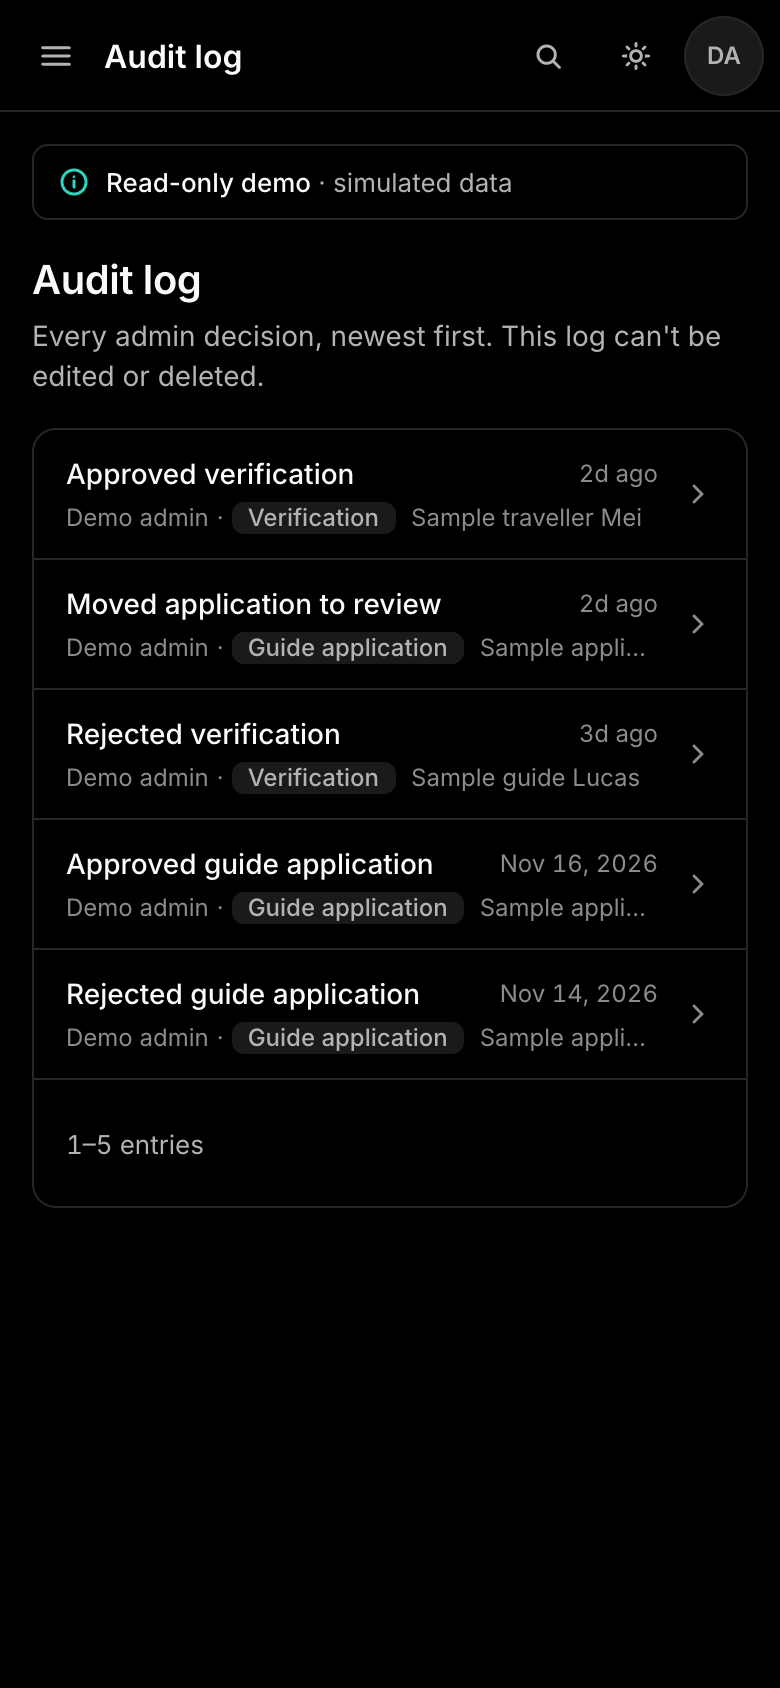 Audit log
DA
Read-only demo · simulated data
Audit log
Every admin decision, newest first. This log can't be
edited or deleted.
Approved verification 2d ago
Demo admin · Verification Sample traveller Mei
Moved application to review 2d ago
Demo admin · Guide application Sample appli...
Rejected verification 3d ago
Demo admin · Verification Sample guide Lucas
Approved guide application Nov 16, 2026
Demo admin · Guide application Sample appli...
Rejected guide application Nov 14, 2026
Demo admin · Guide application Sample appli...
1–5 entries